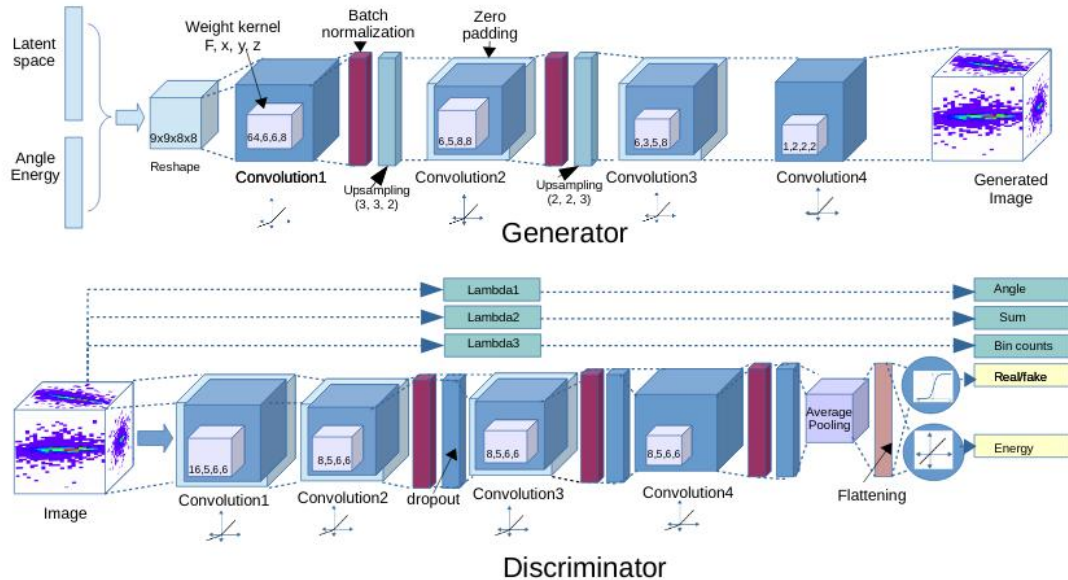 Latent
space
Angle
Energy
9x9x8x8
Reshape
Weight kernel
F, x, y, z
64,6,6,8
Convolution1
Batch
normalization
Upsampling
(3, 3, 2)
Zero
padding
6,5,8,8
Convolution2
Upsampling
(2, 2, 3)
6,3,5,8
Convolution3
1,2,2,2
Convolution4
Generated
Image
Generator
Lambda1
Lambda2
Lambda3
Angle
Sum
Bin counts
Real/fake
Energy
Image
16,5,6,6
Convolution1
8,5,6,6
Convolution2
dropout
8,5,6,6
Convolution3
8,5,6,6
Convolution4
Average
Pooling
Flattening
Discriminator